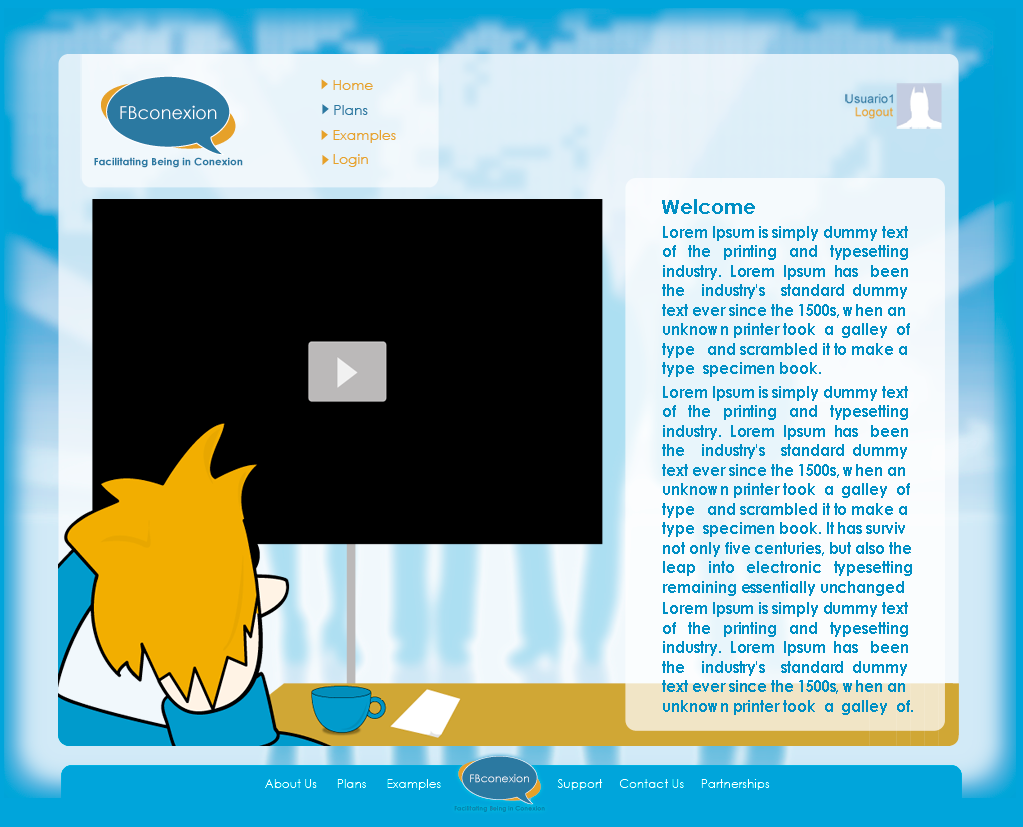 FBconexion
Facilitating Being in Conexion
Home
Plans
Examples
Login
Usuario1
Logout
Welcome
Lorem Ipsum is simply dummy text
of the printing and typesetting
industry. Lorem Ipsum has been
the industry's standard dummy
text ever since the 1500s, when an
unknown printer took a galley of
type and scrambled it to make a
type specimen book.
Lorem Ipsum is simply dummy text
of the printing and typesetting
industry. Lorem Ipsum has been
the industry's standard dummy
text ever since the 1500s, when an
unknown printer took a galley of
type and scrambled it to make a
type specimen book. It has surviv
not only five centuries, but also the
leap into electronic typesetting
remaining essentially unchanged
Lorem Ipsum is simply dummy text
of the printing and typesetting
industry. Lorem Ipsum has been
the industry's standard dummy
text ever since the 1500s, when an
unknown printer took a galley of.
About Us Plans Examples FBconexion Support Contact Us Partnerships
Facilitating Being in Conexion